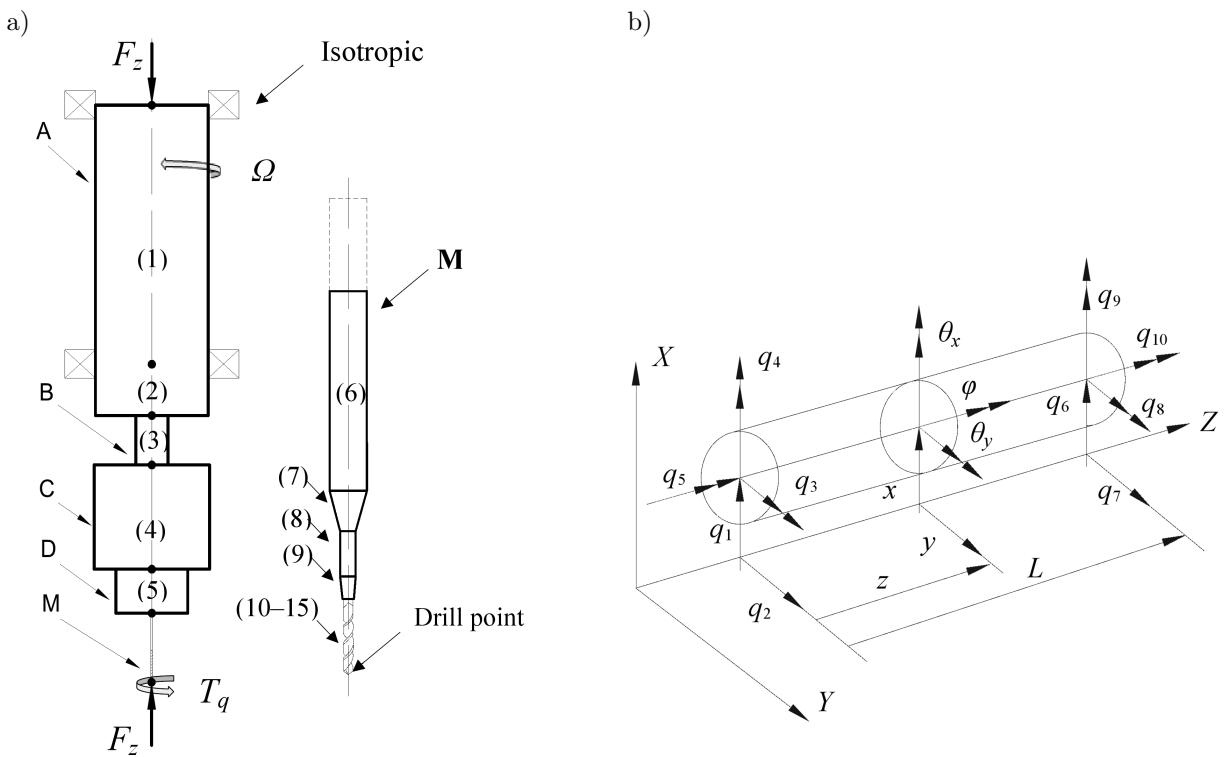 a)
b)
F_z
Isotropic
A
Ω
(1)
M
B
(2)
(3)
(6)
C
(4)
(7)
(8)
D
(5)
(9)
M
(10–15)
Drill point
T_q
F_z
X
q_4
θ_x
q_9
q_10
φ
q_6
q_8
Z
q_5
q_3
θ_y
x
q_1
q_7
y
z
L
q_2
Y